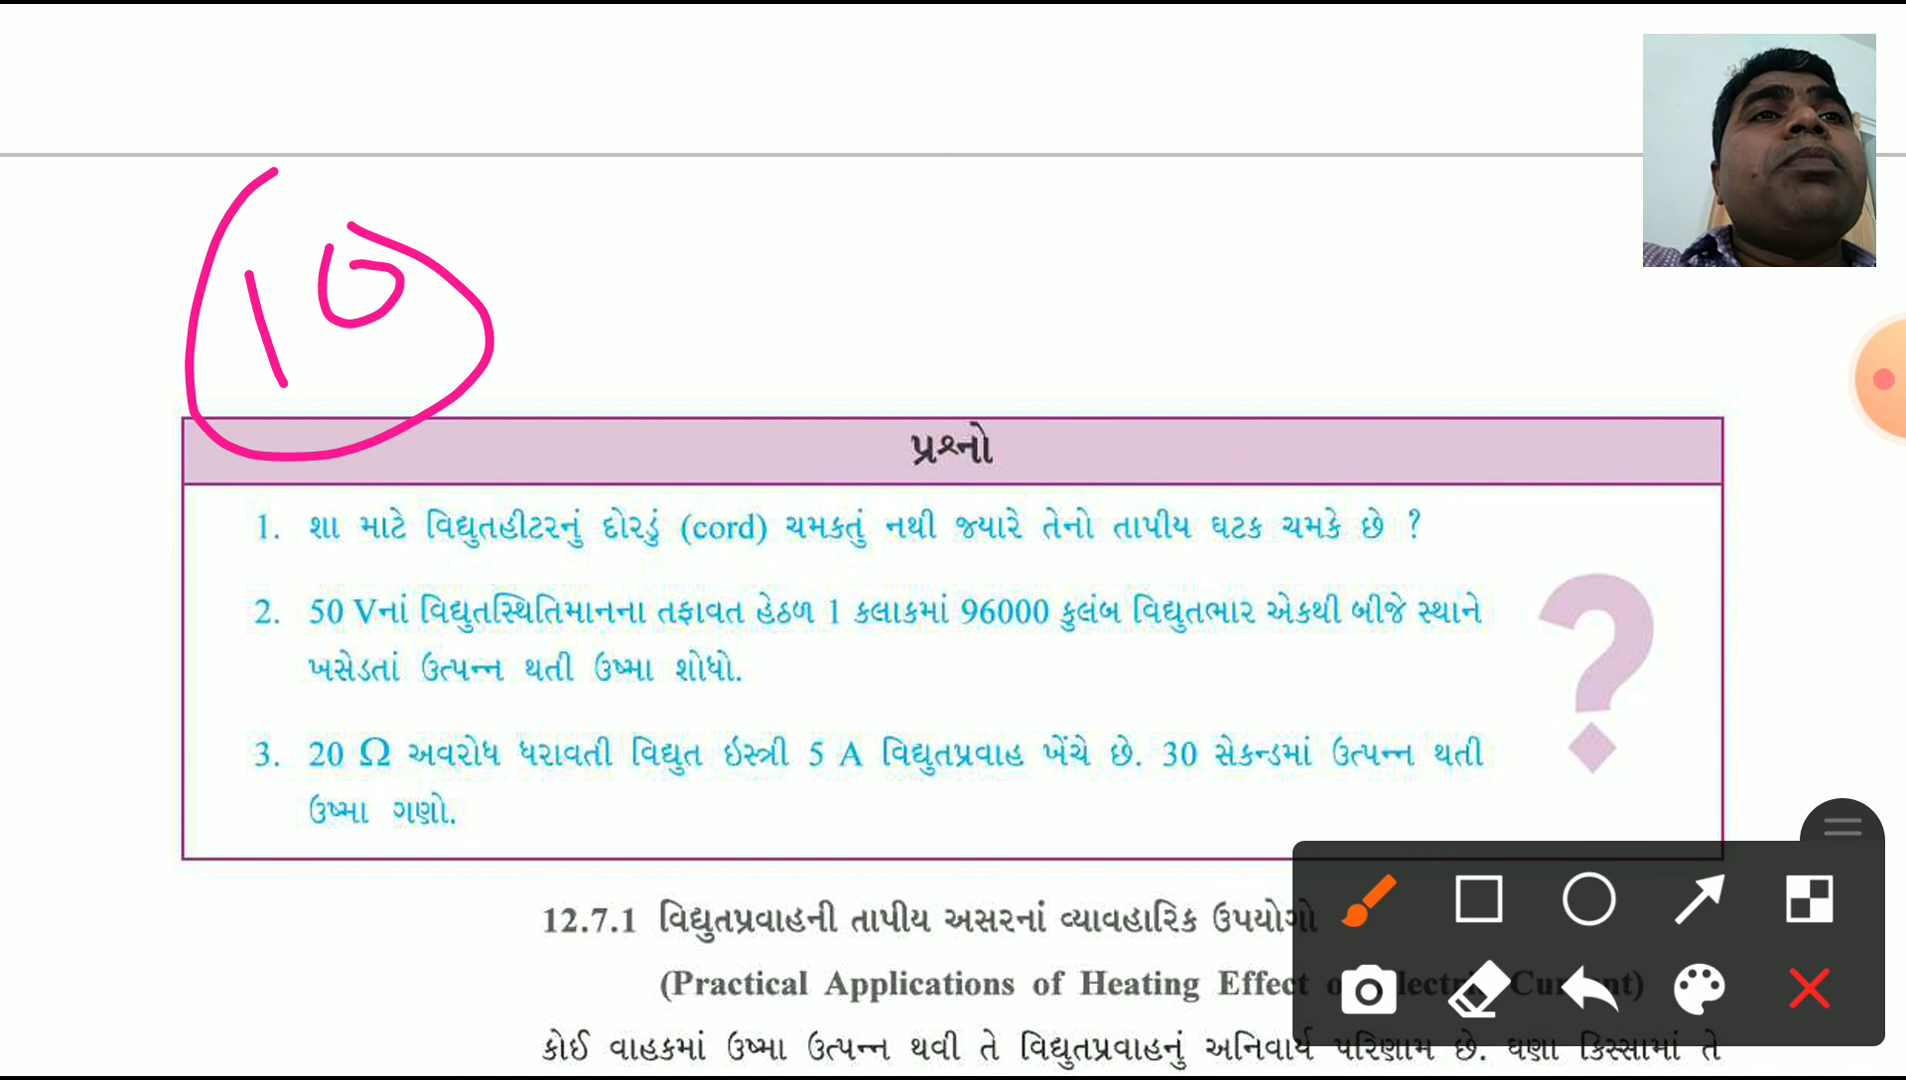 10
પ્રશ્નો
1. શા માટે વિદ્યુતહીટરનું દોરડું (cord) ચમકતું નથી જ્યારે તેનો તાપીય ઘટક ચમકે છે ?
2. 50 Vનાં વિદ્યુતસ્થિતિમાનના તફાવત હેઠળ 1 કલાકમાં 96000 કુલંબ વિદ્યુતભાર એકથી બીજે સ્થાને
ખસેડતાં ઉત્પન્ન થતી ઉષ્મા શોધો.
3. 20 Ω અવરોધ ધરાવતી વિદ્યુત ઇસ્ત્રી 5 A વિદ્યુતપ્રવાહ ખેંચે છે. 30 સેકન્ડમાં ઉત્પન્ન થતી
ઉષ્મા ગણો.
12.7.1 વિદ્યુતપ્રવાહની તાપીય અસરનાં વ્યાવહારિક ઉપયોગો
(Practical Applications of Heating Effect
કોઈ વાહકમાં ઉષ્મા ઉત્પન્ન થવી તે વિદ્યુતપ્રવાહનું અનિવાર્ય પરિણામ છે. ઘણા કિસ્સામાં તે